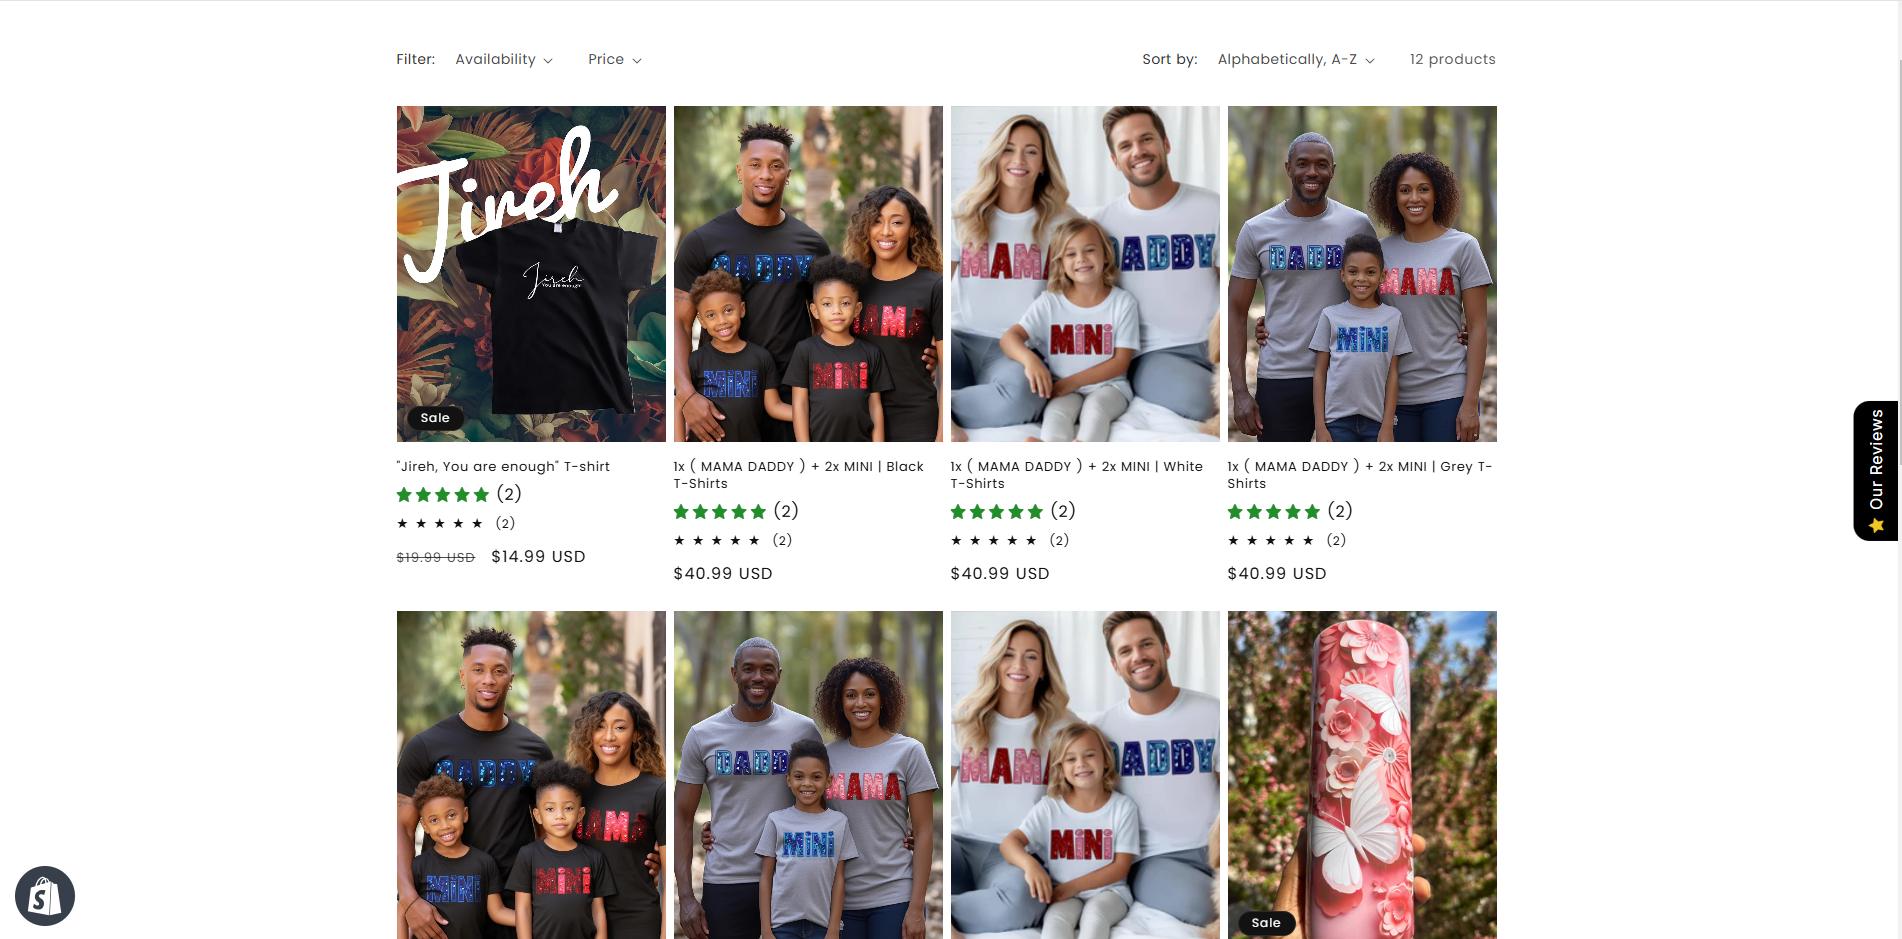 Filter: Availability Price
Sort by: Alphabetically, A-Z 12 products
Jireh
Jireh
You are enough
Sale
DADDY
MAMA
MINI
MINI
MAMA
DADDY
MINI
DADDY
MAMA
MINI
"Jireh, You are enough" T-shirt
(2)
(2)
$19.99 USD $14.99 USD
1x ( MAMA DADDY ) + 2x MINI | Black
T-Shirts
(2)
(2)
$40.99 USD
1x ( MAMA DADDY ) + 2x MINI | White
T-Shirts
(2)
(2)
$40.99 USD
1x ( MAMA DADDY ) + 2x MINI | Grey T-
Shirts
(2)
(2)
$40.99 USD
Our Reviews
DADDY
MAMA
MINI
MINI
DADDY
MAMA
MINI
MAMA
DADDY
MINI
Sale
S